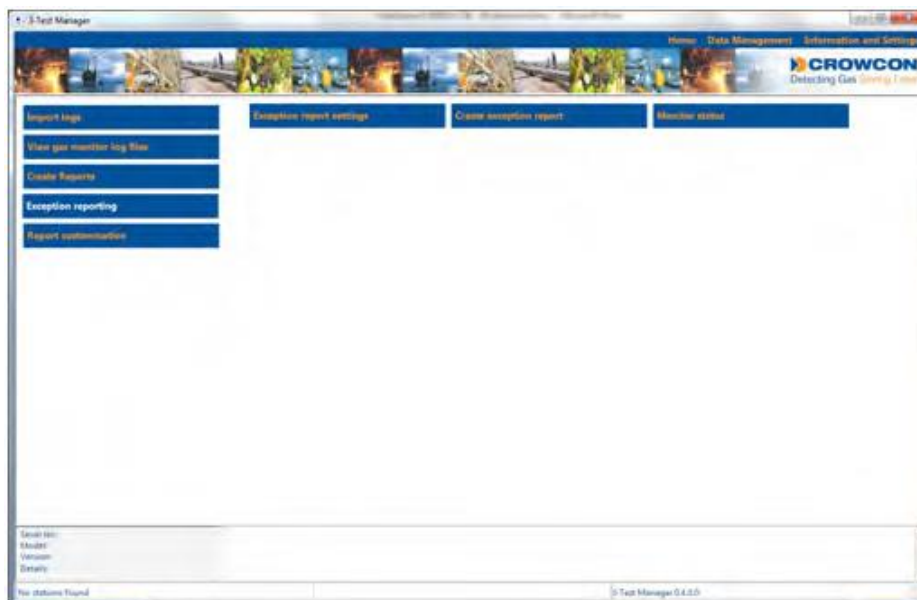 I-Test Manager
Home Data Management Information and Settings
CROWCON
Detecting Gas Saving Lives
Import logs
Exception report settings
Create exception report
Monitor status
View gas monitor log files
Create Reports
Exception reporting
Report customisation
Serial no:
Model:
Version:
Details:
No stations found
I-Test Manager 0.4.0.0